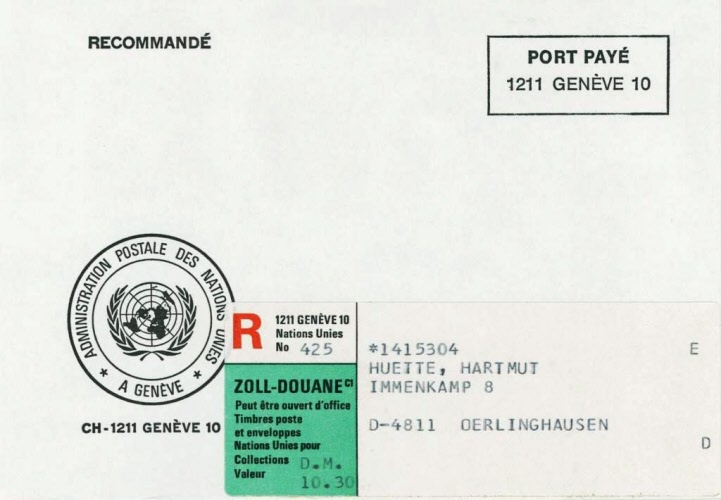 RECOMMANDÉ
PORT PAYÉ
1211 GENÈVE 10
ADMINISTRATION POSTALE DES NATIONS UNIES
* A GENÈVE *
CH-1211 GENÈVE 10
R
1211 GENÈVE 10
Nations Unies
No 425
ZOLL-DOUANE C1
Peut être ouvert d'office
Timbres poste
et enveloppes
Nations Unies pour
Collections D.M.
Valeur 10.30
*1415304 E
HUETTE, HARTMUT
IMMENKAMP 8
D-4811 OERLINGHAUSEN
D